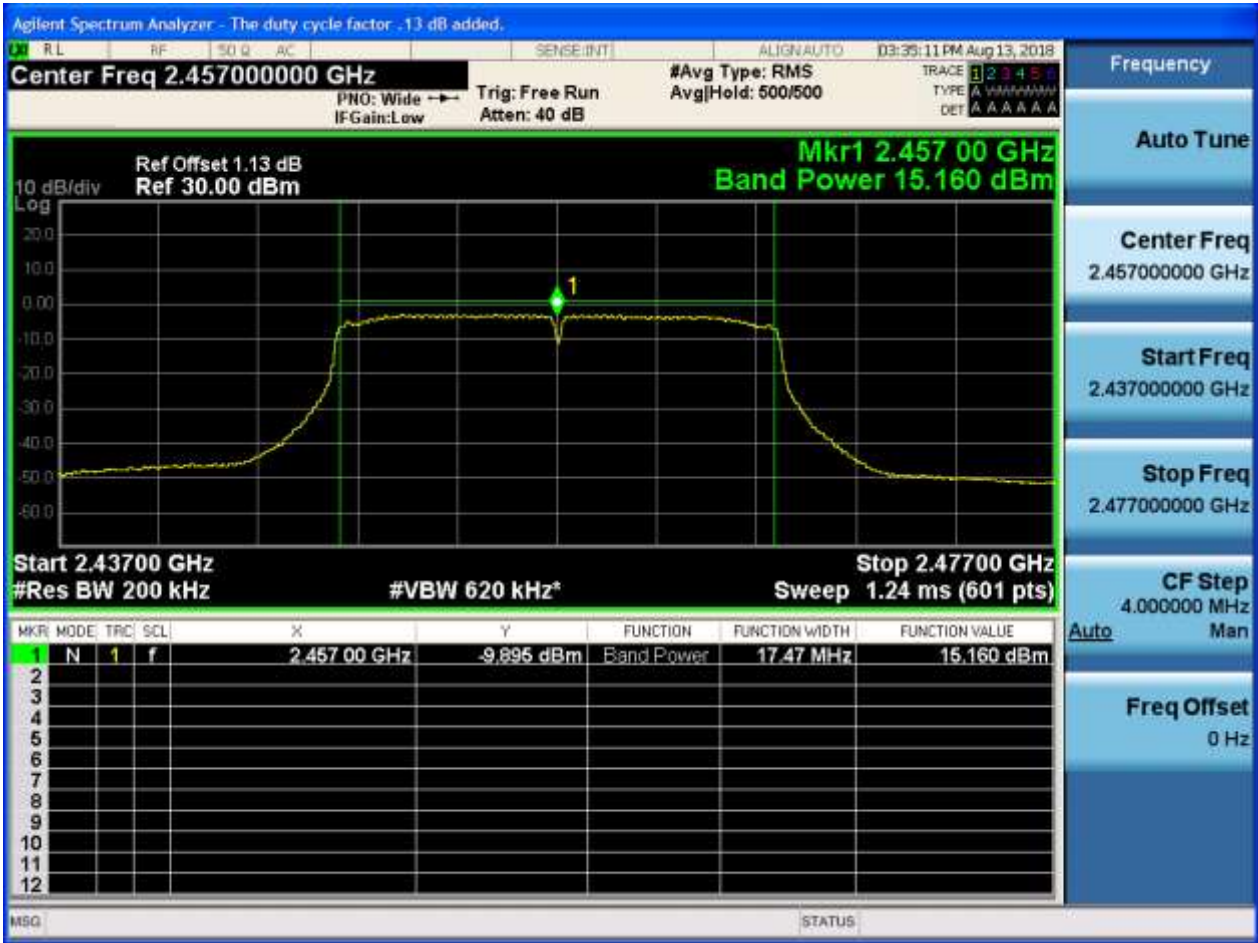 Agilent Spectrum Analyzer - The duty cycle factor .13 dB added.
LXI RL RF 50 Ω AC SENSE:INT ALIGNAUTO 03:35:11 PM Aug 13, 2018
Center Freq 2.457000000 GHz
PNO: Wide
IFGain:Low
Trig: Free Run
Atten: 40 dB
#Avg Type: RMS
Avg|Hold: 500/500
TRACE 1 2 3 4 5 6
TYPE A WWWWW
DET A A A A A A
Ref Offset 1.13 dB
10 dB/div Ref 30.00 dBm
Mkr1 2.457 00 GHz
Band Power 15.160 dBm
Log
20.0
10.0
0.00
-10.0
-20.0
-30.0
-40.0
-50.0
-60.0
1
Start 2.43700 GHz Stop 2.47700 GHz
#Res BW 200 kHz #VBW 620 kHz* Sweep 1.24 ms (601 pts)
MKR MODE TRC SCL X Y FUNCTION FUNCTION WIDTH FUNCTION VALUE
1 N 1 f 2.457 00 GHz -9.895 dBm Band Power 17.47 MHz 15.160 dBm
2
3
4
5
6
7
8
9
10
11
12
MSG STATUS
Frequency
Auto Tune
Center Freq
2.457000000 GHz
Start Freq
2.437000000 GHz
Stop Freq
2.477000000 GHz
CF Step
4.000000 MHz
Auto Man
Freq Offset
0 Hz